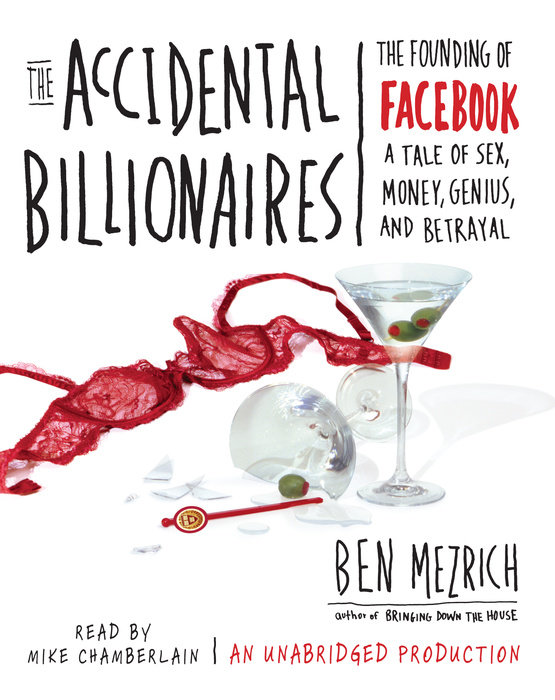 THE ACCIDENTAL
BILLIONAIRES
THE FOUNDING OF
FACEBOOK
A TALE OF SEX,
MONEY, GENIUS,
AND BETRAYAL
BEN MEZRICH
author of BRINGING DOWN THE HOUSE
READ BY
MIKE CHAMBERLAIN | AN UNABRIDGED PRODUCTION